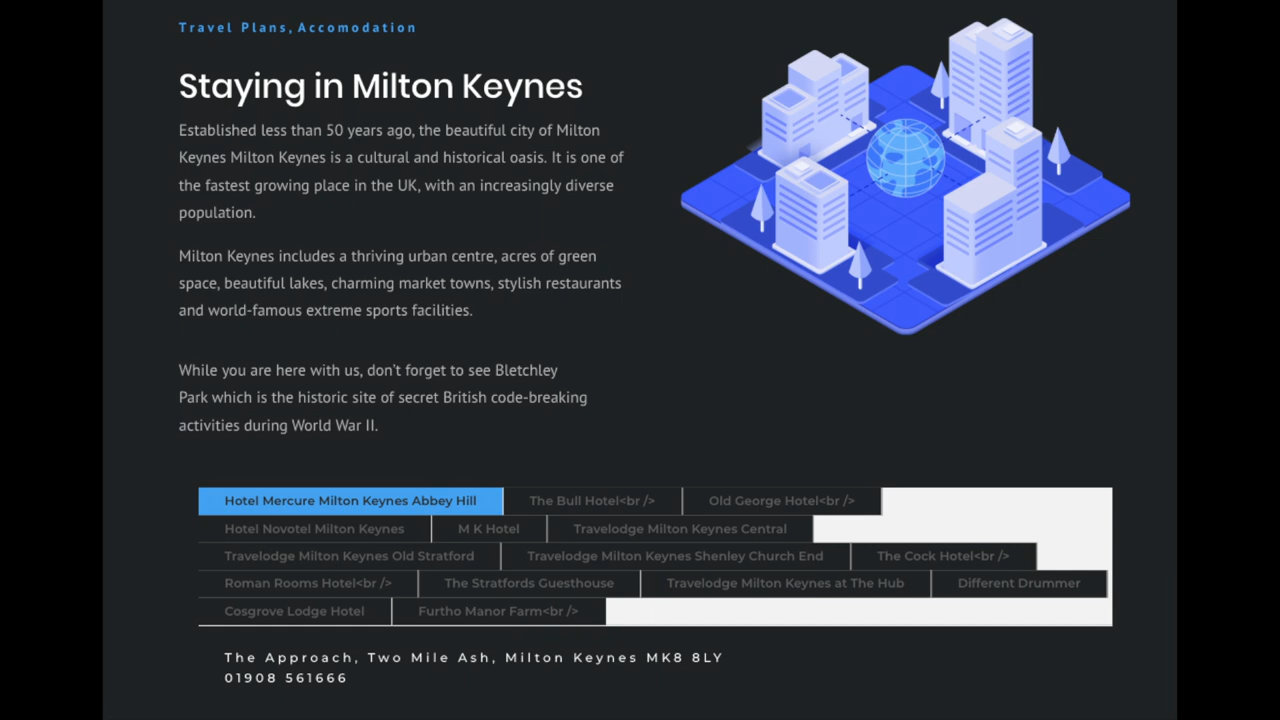 Travel Plans, Accomodation
Staying in Milton Keynes
Established less than 50 years ago, the beautiful city of Milton
Keynes Milton Keynes is a cultural and historical oasis. It is one of
the fastest growing place in the UK, with an increasingly diverse
population.
Milton Keynes includes a thriving urban centre, acres of green
space, beautiful lakes, charming market towns, stylish restaurants
and world-famous extreme sports facilities.
While you are here with us, don't forget to see Bletchley
Park which is the historic site of secret British code-breaking
activities during World War II.
Hotel Mercure Milton Keynes Abbey Hill The Bull Hotel<br /> Old George Hotel<br />
Hotel Novotel Milton Keynes M K Hotel Travelodge Milton Keynes Central
Travelodge Milton Keynes Old Stratford Travelodge Milton Keynes Shenley Church End The Cock Hotel<br />
Roman Rooms Hotel<br /> The Stratfords Guesthouse Travelodge Milton Keynes at The Hub Different Drummer
Cosgrove Lodge Hotel Furtho Manor Farm<br />
The Approach, Two Mile Ash, Milton Keynes MK8 8LY
01908 561666